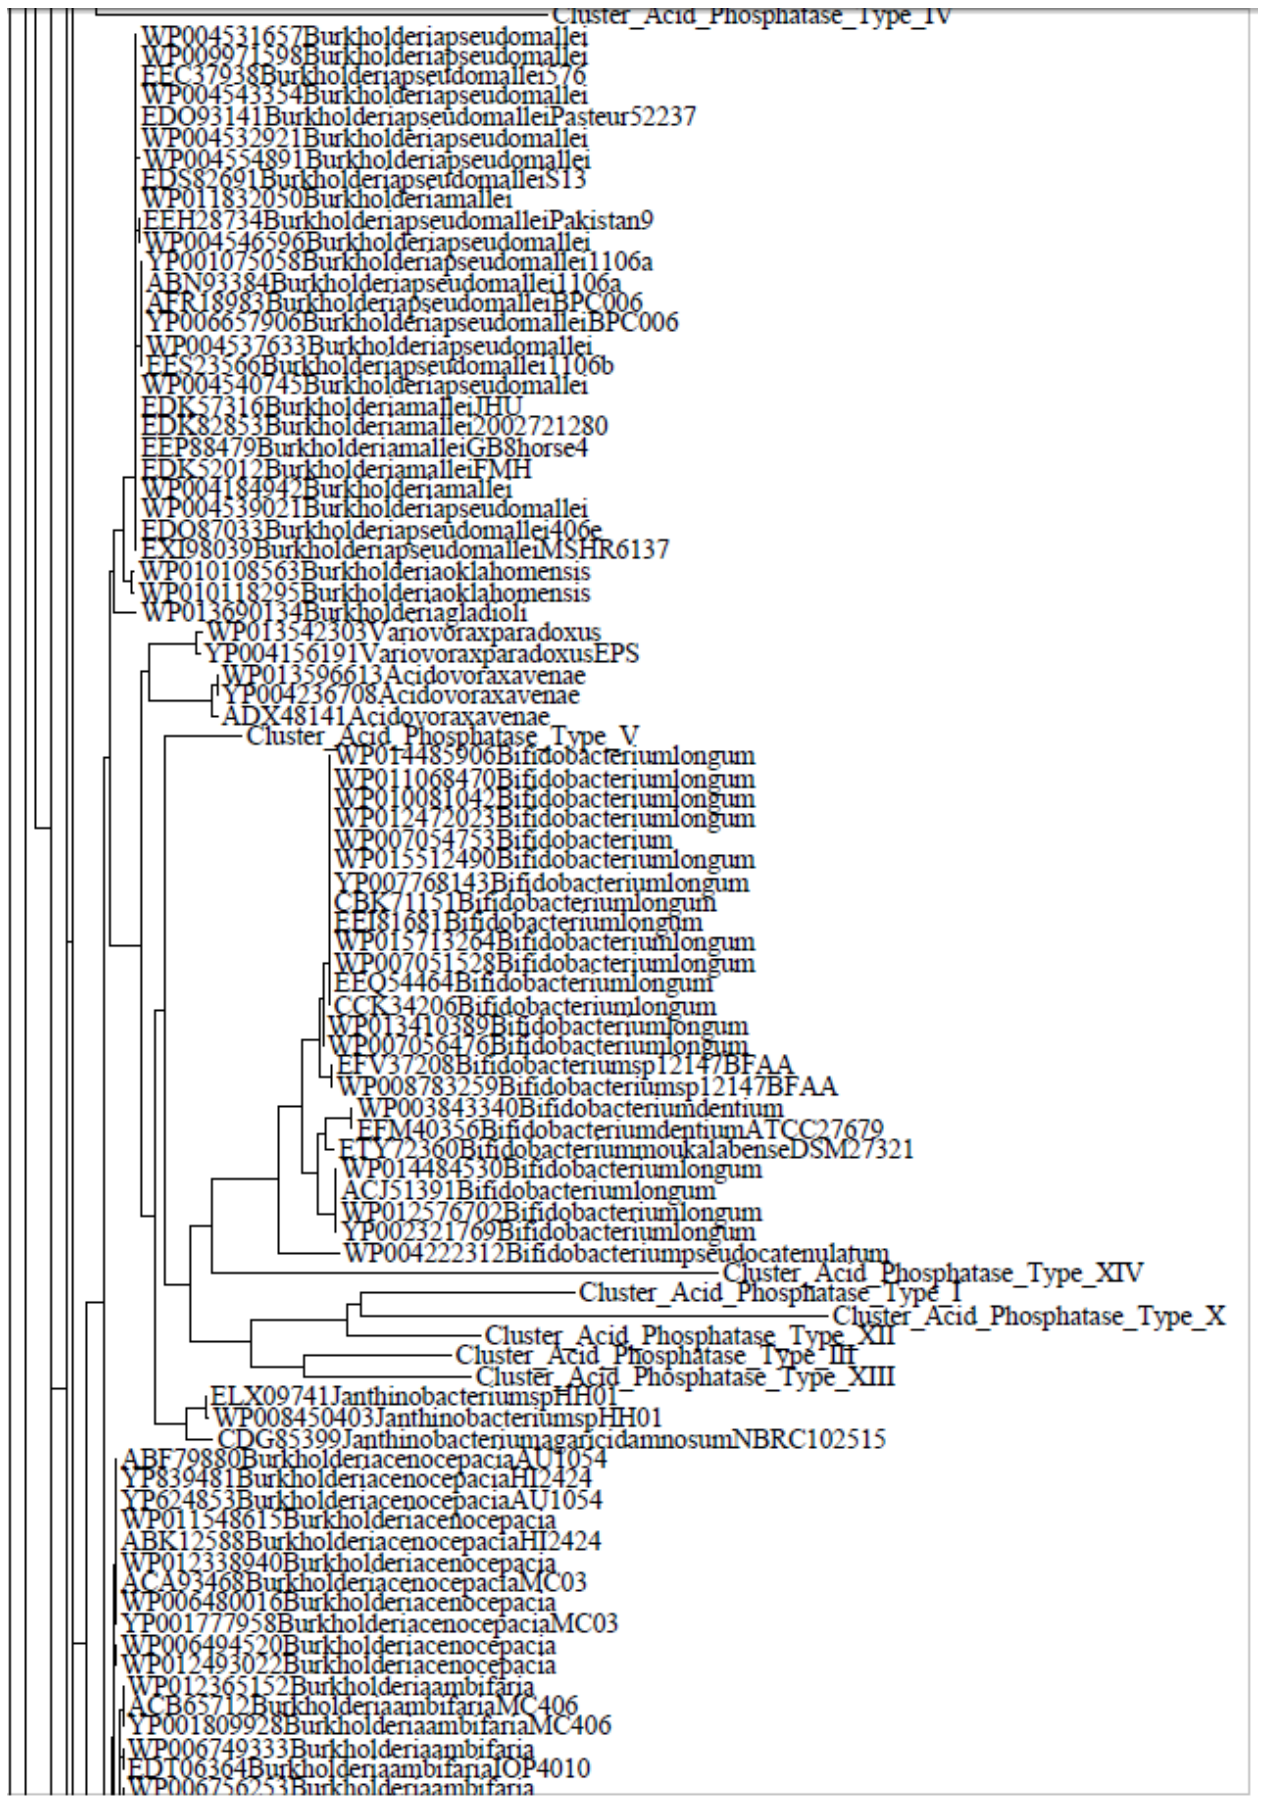 Cluster_Acid_Phosphatase_Type_IV
WP004531657Burkholderiapseudomallei
WP009971598Burkholderiapseudomallei
EEC37938Burkholderiapseudomallei576
WP004543354Burkholderiapseudomallei
EDO93141BurkholderiapseudomalleiPasteur52237
WP004532921Burkholderiapseudomallei
WP004554891Burkholderiapseudomallei
EDS82691BurkholderiapseudomalleiS13
WP011832050Burkholderiamallei
EEH28734BurkholderiapseudomalleiPakistan9
WP004546596Burkholderiapseudomallei
YP001075058Burkholderiapseudomallei1106a
ABN93384Burkholderiapseudomallei1106a
AFR18983BurkholderiapseudomalleiBPC006
YP006657906BurkholderiapseudomalleiBPC006
WP004537633Burkholderiapseudomallei
EES23566Burkholderiapseudomallei1106b
WP004540745Burkholderiapseudomallei
EDK57316BurkholderiamalleiJHU
EDK82853Burkholderiamallei2002721280
EEP88479BurkholderiamalleiGB8horse4
EDK52012BurkholderiamalleiFMH
WP004184942Burkholderiamallei
WP004539021Burkholderiapseudomallei
EDO87033Burkholderiapseudomallei406e
EXI98039BurkholderiapseudomalleiMSHR6137
WP010108563Burkholderiaoklahomensis
WP010118295Burkholderiaoklahomensis
WP013690134Burkholderiagladioli
WP013542303Variovoraxparadoxus
YP004156191VariovoraxparadoxusEPS
WP013596613Acidovoraxavenae
YP004236708Acidovoraxavenae
ADX48141Acidovoraxavenae
Cluster_Acid_Phosphatase_Type_V
WP014485906Bifidobacteriumlongum
WP011068470Bifidobacteriumlongum
WP010081042Bifidobacteriumlongum
WP012472023Bifidobacteriumlongum
WP007054753Bifidobacterium
WP015512490Bifidobacteriumlongum
YP007768143Bifidobacteriumlongum
CBK71151Bifidobacteriumlongum
EEI81681Bifidobacteriumlongum
WP015713264Bifidobacteriumlongum
WP007051528Bifidobacteriumlongum
EEQ54464Bifidobacteriumlongum
CCK34206Bifidobacteriumlongum
WP013410389Bifidobacteriumlongum
WP007056476Bifidobacteriumlongum
EFV37208Bifidobacteriumsp12147BFAA
WP008783259Bifidobacteriumsp12147BFAA
WP003843340Bifidobacteriumdentium
EFM40356BifidobacteriumdentiumATCC27679
ETY72360BifidobacteriummoukalabenseDSM27321
WP014484530Bifidobacteriumlongum
ACJ51391Bifidobacteriumlongum
WP012576702Bifidobacteriumlongum
YP002321769Bifidobacteriumlongum
WP004222312Bifidobacteriumpseudocatenulatum
Cluster_Acid_Phosphatase_Type_XIV
Cluster_Acid_Phosphatase_Type_I
Cluster_Acid_Phosphatase_Type_X
Cluster_Acid_Phosphatase_Type_XII
Cluster_Acid_Phosphatase_Type_III
Cluster_Acid_Phosphatase_Type_XIII
ELX09741JanthinobacteriumspHH01
WP008450403JanthinobacteriumspHH01
CDG85399JanthinobacteriumagaricidamnosumNBRC102515
ABF79880BurkholderiacenocepaciaAU1054
YP839481BurkholderiacenocepaciaHI2424
YP624853BurkholderiacenocepaciaAU1054
WP011548615Burkholderiacenocepacia
ABK12588BurkholderiacenocepaciaHI2424
WP012338940Burkholderiacenocepacia
ACA93468BurkholderiacenocepaciaMC03
WP006480016Burkholderiacenocepacia
YP001777958BurkholderiacenocepaciaMC03
WP006494520Burkholderiacenocepacia
WP012493022Burkholderiacenocepacia
WP012365152Burkholderiaambifaria
ACB65712BurkholderiaambifariaMC406
YP001809928BurkholderiaambifariaMC406
WP006749333Burkholderiaambifaria
EDT06364BurkholderiaambifariaIOP4010
WP006756253Burkholderiaambifaria